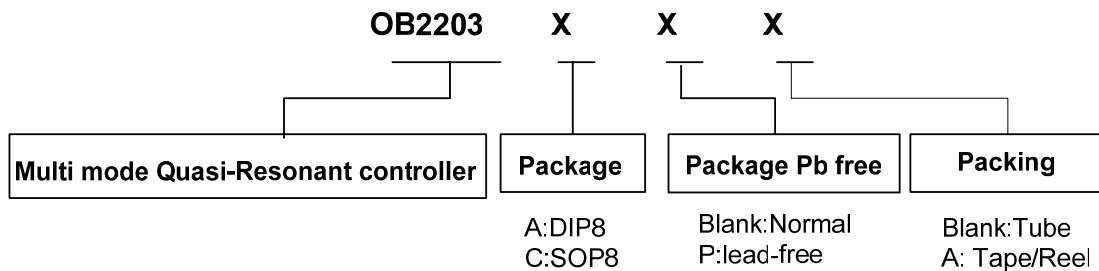 OB2203 X X X
Multi mode Quasi-Resonant controller
Package
Package Pb free
Packing
A:DIP8
C:SOP8
Blank:Normal
P:lead-free
Blank:Tube
A: Tape/Reel